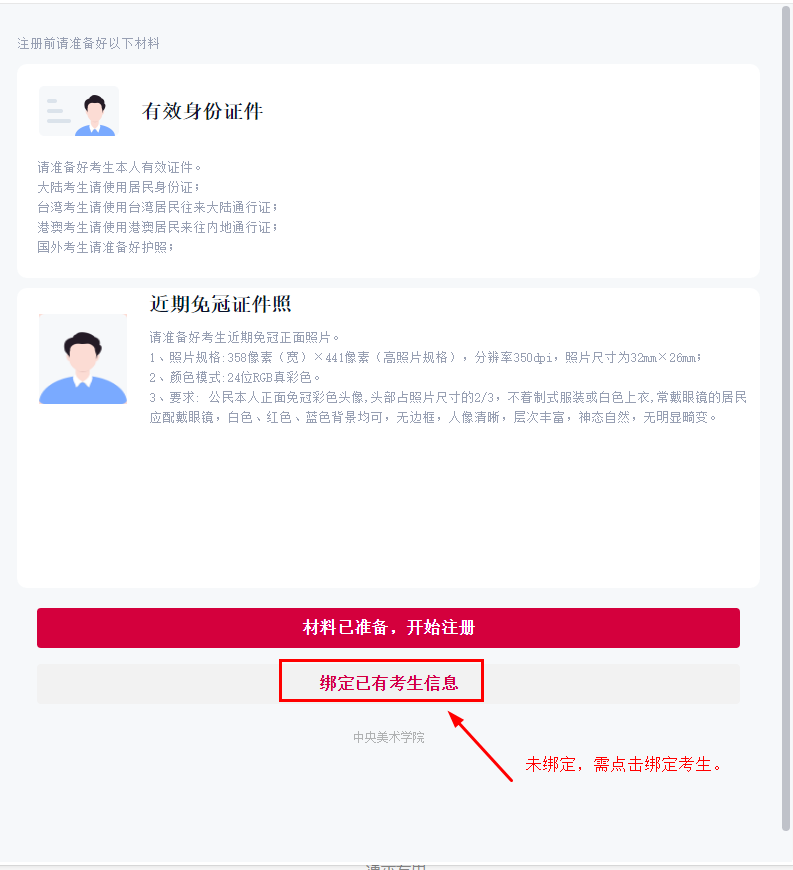 注册前请准备好以下材料
有效身份证件
请准备好考生本人有效证件。
大陆考生请使用居民身份证；
台湾考生请使用台湾居民往来大陆通行证；
港澳考生请使用港澳居民来往内地通行证；
国外考生请准备好护照；
近期免冠证件照
请准备好考生近期免冠正面照片。
1、照片规格:358像素（宽）×441像素（高照片规格），分辨率350dpi，照片尺寸为32mm×26mm；
2、颜色模式:24位RGB真彩色。
3、要求： 公民本人正面免冠彩色头像,头部占照片尺寸的2/3，不着制式服装或白色上衣,常戴眼镜的居民
应配戴眼镜，白色、红色、蓝色背景均可，无边框，人像清晰，层次丰富，神态自然，无明显畸变。
材料已准备，开始注册
绑定已有考生信息
中央美术学院
未绑定，需点击绑定考生。